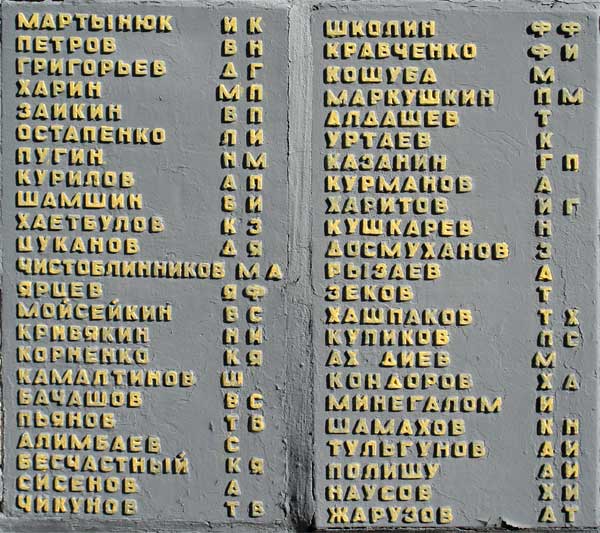 МАРТЫНЮК И К
ПЕТРОВ В Н
ГРИГОРЬЕВ Д Г
ХАРИН М П
ЗАИКИН В П
ОСТАПЕНКО Л И
ПУГИН Н М
КУРИЛОВ А П
ШАМШИН В И
ХАЕТБУЛОВ К З
ЦУКАНОВ Д Я
ЧИСТОБЛИННИКОВ М А
ЯРЦЕВ Я Ф
МОЙСЕЙКИН В С
КРИВЯКИН Н И
КОРНЕНКО К Я
КАМАЛТИНОВ Ш
БАЧАШОВ В С
ПЬЯНОВ Т Б
АЛИМБАЕВ С
БЕСЧАСТНЫЙ К Я
СИСЕНОВ А
ЧИКУНОВ Т В
ШКОЛИН Ф Ф
КРАВЧЕНКО Ф И
КОШУБА М
МАРКУШКИН П М
АЛДАШЕВ Т
УРТАЕВ К
КАЗАНИН Г П
КУРМАНОВ А
ХАРИТОВ И Г
КУШКАРЕВ Н
ДОСМУХАНОВ З
РЫЗАЕВ А
ЗЕКОВ Т
ХАШПАКОВ Т Х
КУЛИКОВ П С
АХ ДИЕВ М
КОНДОРОВ Х А
МИНЕГАЛОМ И
ШАМАХОВ К Н
ТУЛЬГУНОВ А И
ПОЛИЩУ А И
НАУСОВ Х И
ЖАРУЗОВ А Т